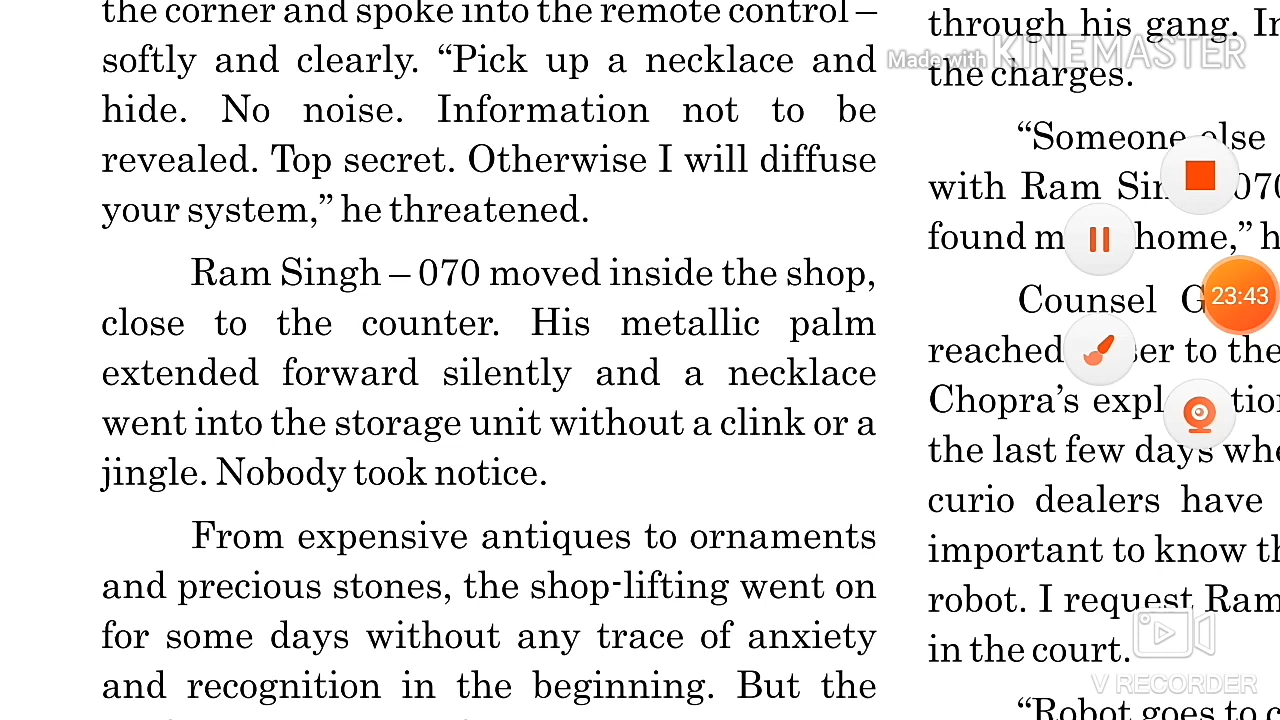 the corner and spoke into the remote control –
softly and clearly. “Pick up a necklace and
hide. No noise. Information not to be
revealed. Top secret. Otherwise I will diffuse
your system,” he threatened.
Ram Singh – 070 moved inside the shop,
close to the counter. His metallic palm
extended forward silently and a necklace
went into the storage unit without a clink or a
jingle. Nobody took notice.
From expensive antiques to ornaments
and precious stones, the shop-lifting went on
for some days without any trace of anxiety
and recognition in the beginning. But the
through his gang. In
the charges.
“Someone else
with Ram
found home,” h
Counsel
reached to the
Chopra’s
the last few days whe
curio dealers have
important to know th
robot. I request Ram
in the court.
“Robot goes to c
Made with KINEMASTER
23:43
V RECORDER